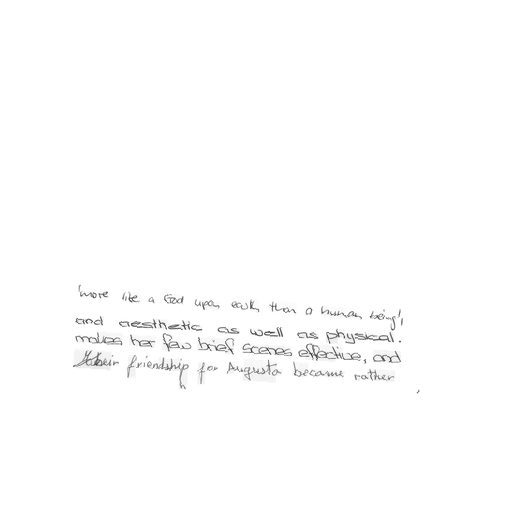 'more like a God upon earth than a human being',
and aesthetic as well as physical.
makes her few brief scenes effective, and
friendship for Augusta became rather